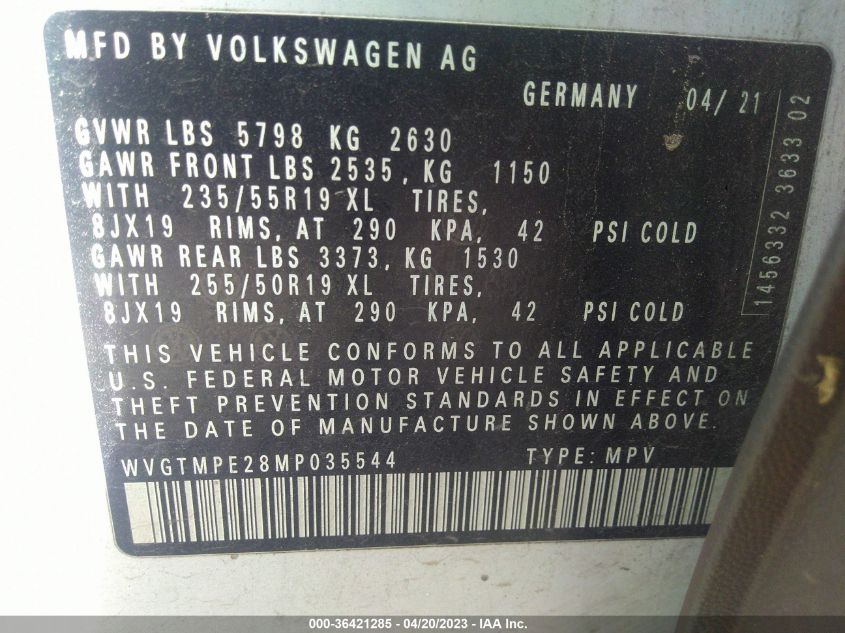 MFD BY VOLKSWAGEN AG
GERMANY 04/ 21
GVWR LBS 5798 KG 2630
GAWR FRONT LBS 2535, KG 1150
WITH 235/55R19 XL TIRES,
8JX19 RIMS, AT 290 KPA, 42 PSI COLD
GAWR REAR LBS 3373, KG 1530
WITH 255/50R19 XL TIRES,
8JX19 RIMS, AT 290 KPA, 42 PSI COLD
THIS VEHICLE CONFORMS TO ALL APPLICABLE
U.S. FEDERAL MOTOR VEHICLE SAFETY AND
THEFT PREVENTION STANDARDS IN EFFECT ON
THE DATE OF MANUFACTURE SHOWN ABOVE.
WVGTMPE28MP035544 TYPE: MPV
1456332 3633 02
000-36421285 - 04/20/2023 - IAA Inc.